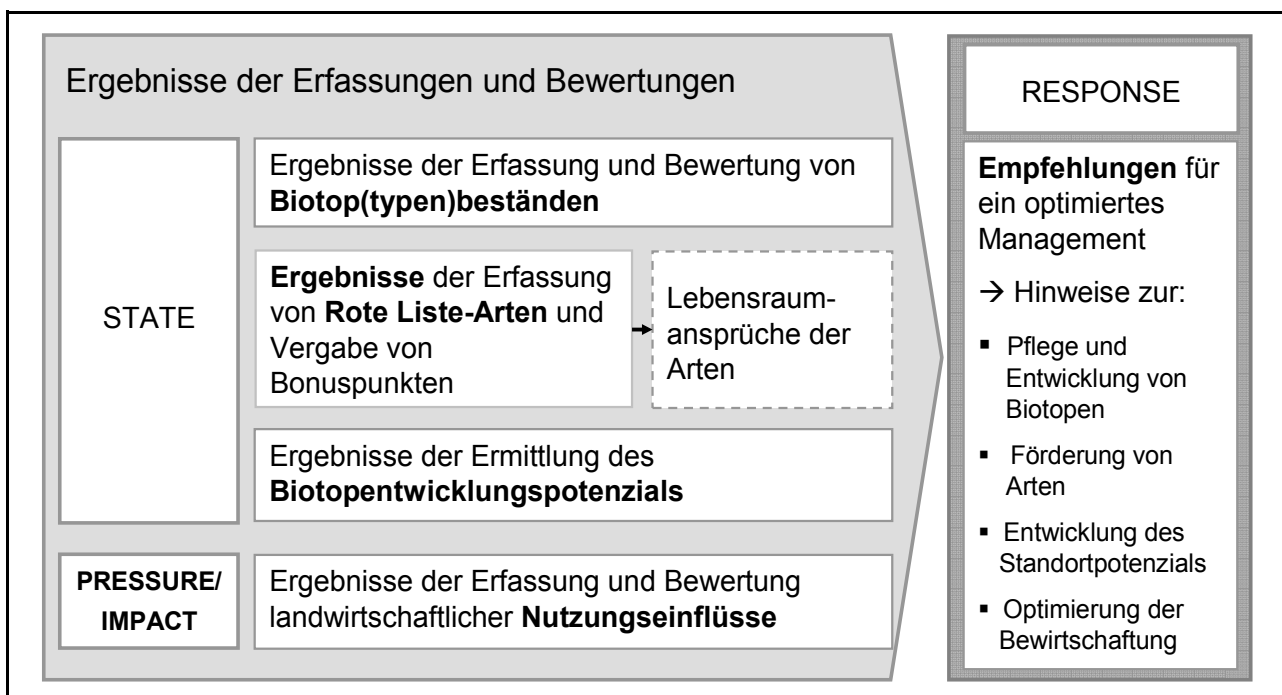 Ergebnisse der Erfassungen und Bewertungen
STATE
Ergebnisse der Erfassung und Bewertung von
Biotop(typen)beständen
Ergebnisse der Erfassung
von Rote Liste-Arten und
Vergabe von
Bonuspunkten
Lebensraum-
ansprüche der
Arten
Ergebnisse der Ermittlung des
Biotopentwicklungspotenzials
PRESSURE/
IMPACT
Ergebnisse der Erfassung und Bewertung
landwirtschaftlicher Nutzungseinflüsse
RESPONSE
Empfehlungen für
ein optimiertes
Management
→ Hinweise zur:
▪ Pflege und
Entwicklung von
Biotopen
▪ Förderung von
Arten
▪ Entwicklung des
Standortpotenzials
▪ Optimierung der
Bewirtschaftung